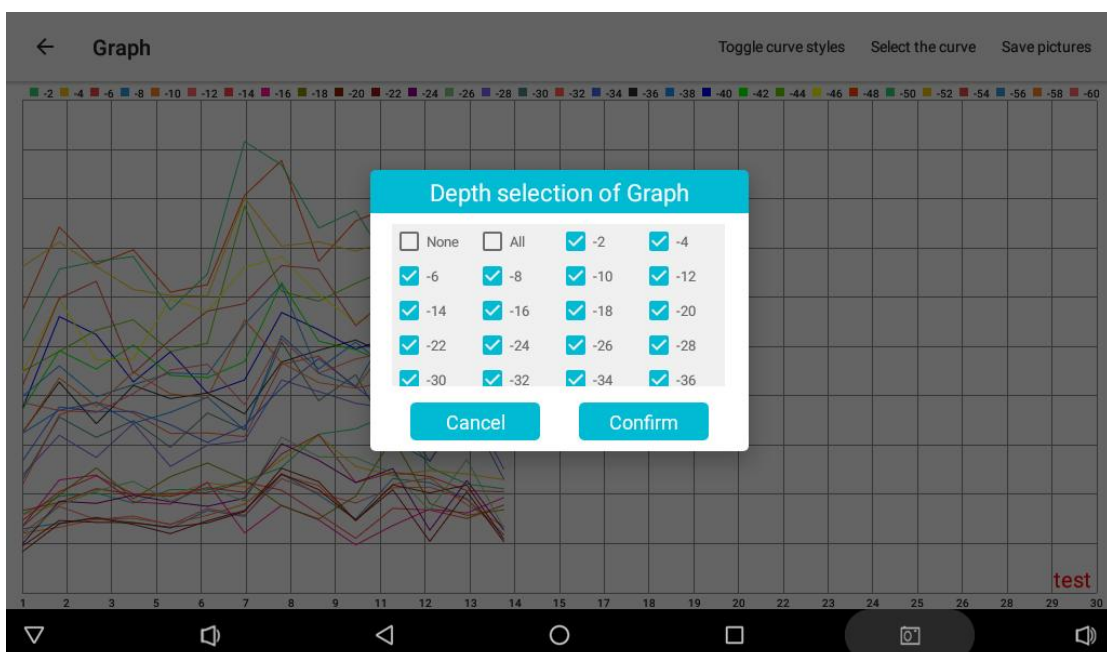 Graph Toggle curve styles Select the curve Save pictures
-2 -4 -6 -8 -10 -12 -14 -16 -18 -20 -22 -24 -26 -28 -30 -32 -34 -36 -38 -40 -42 -44 -46 -48 -50 -52 -54 -56 -58 -60
Depth selection of Graph
None All -2 -4
-6 -8 -10 -12
-14 -16 -18 -20
-22 -24 -26 -28
-30 -32 -34 -36
Cancel Confirm
test
1 2 3 5 6 7 8 9 11 12 13 14 15 17 18 19 20 22 23 24 25 26 28 29 30